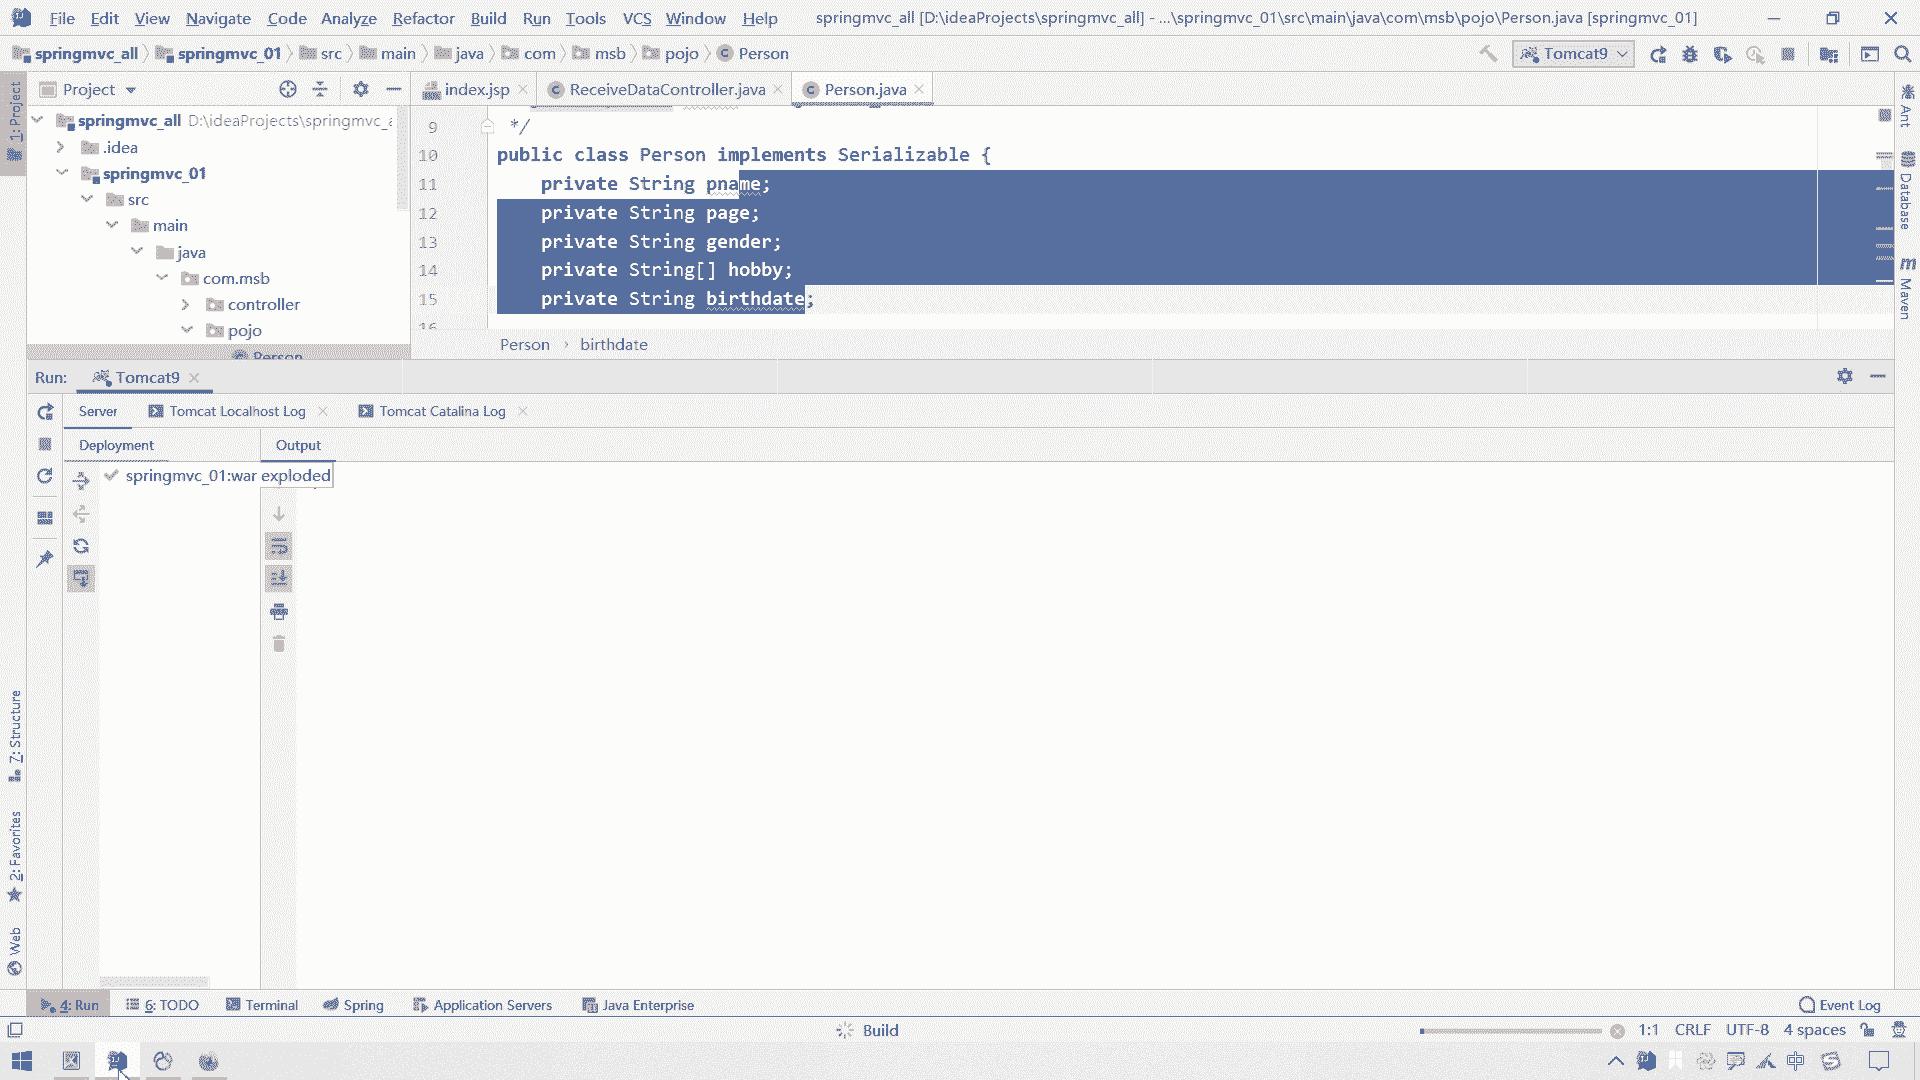 File Edit View Navigate Code Analyze Refactor Build Run Tools VCS Window Help springmvc_all [D:\ideaProjects\springmvc_all] - ...\springmvc_01\src\main\java\com\msb\pojo\Person.java [springmvc_01]
springmvc_all springmvc_01 src main java com msb pojo Person Tomcat9
Project index.jsp ReceiveDataController.java Person.java
springmvc_all D:\ideaProjects\springmvc_a
.idea
springmvc_01
src
main
java
com.msb
controller
pojo
Person
9 */
10 public class Person implements Serializable {
11 private String pname;
12 private String page;
13 private String gender;
14 private String[] hobby;
15 private String birthdate;
16
Person › birthdate
1: Project
7: Structure
2: Favorites
Web
Ant
Database
Maven
Run: Tomcat9
Server Tomcat Localhost Log Tomcat Catalina Log
Deployment Output
springmvc_01:war exploded
4: Run 6: TODO Terminal Spring Application Servers Java Enterprise Event Log
Build 1:1 CRLF UTF-8 4 spaces
中